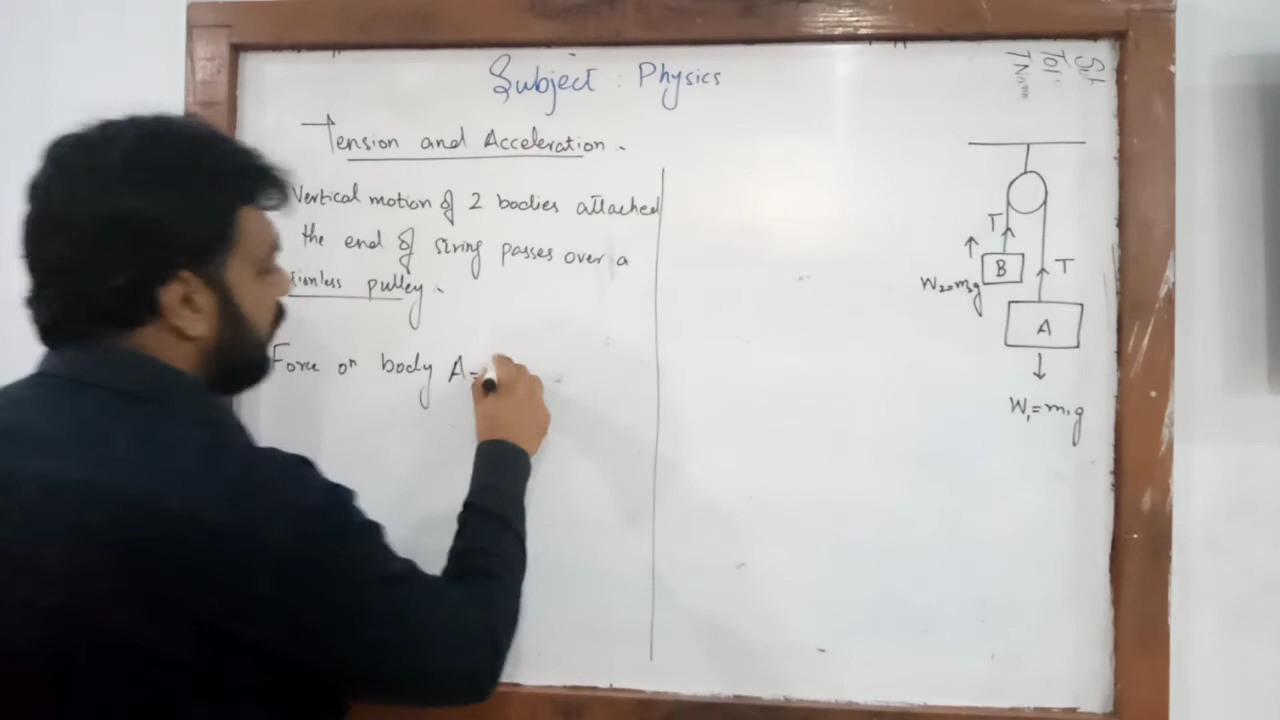 Subject : Physics
Tension and Acceleration.
Vertical motion of 2 bodies attached
the end of string passes over a
tionless pulley.
Force on body A=
T
B
W₂=m₂g
T
A
W₁=m₁g